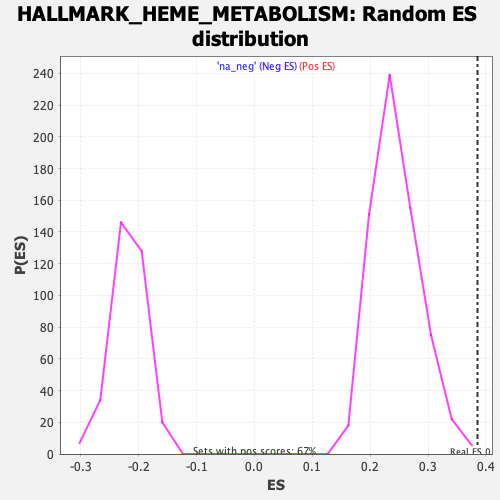 HALLMARK_HEME_METABOLISM: Random ES
distribution
'na_neg' (Neg ES) (Pos ES)
240
220
200
180
160
140
120
100
80
60
40
20
0
P(ES)
Sets with pos scores: 67%
Real ES 0
-0.3 -0.2 -0.1 0.0 0.1 0.2 0.3 0.4
ES